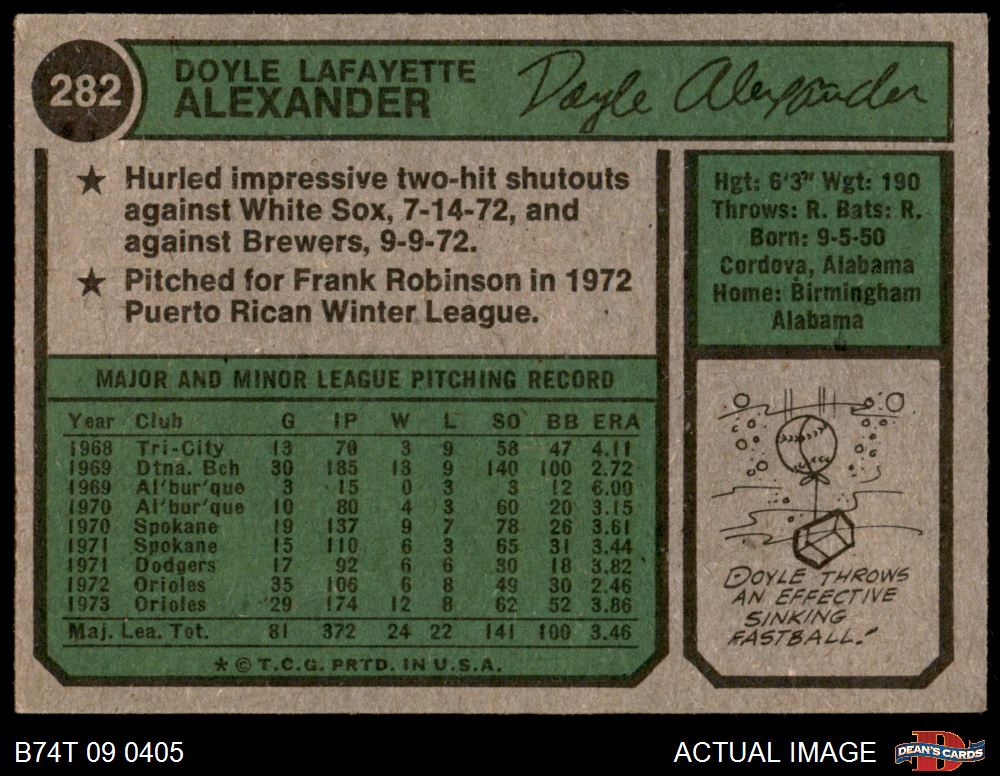 282
DOYLE LAFAYETTE
ALEXANDER
Doyle Alexander
★ Hurled impressive two-hit shutouts
against White Sox, 7-14-72, and
against Brewers, 9-9-72.
★ Pitched for Frank Robinson in 1972
Puerto Rican Winter League.
Hgt: 6'3" Wgt: 190
Throws: R. Bats: R.
Born: 9-5-50
Cordova, Alabama
Home: Birmingham
Alabama
MAJOR AND MINOR LEAGUE PITCHING RECORD
Year Club G IP W L SO BB ERA
1968 Tri-City 13 70 3 9 58 47 4.11
1969 Dtna. Bch 30 185 13 9 140 100 2.72
1969 Al'bur'que 3 15 0 3 3 12 6.00
1970 Al'bur'que 10 80 4 3 60 20 3.15
1970 Spokane 19 137 9 7 78 26 3.61
1971 Spokane 15 110 6 3 65 31 3.44
1971 Dodgers 17 92 6 6 30 18 3.82
1972 Orioles 35 106 6 8 49 30 2.46
1973 Orioles 29 174 12 8 62 52 3.86
Maj. Lea. Tot. 81 372 24 22 141 100 3.46
★ © T.C.G. PRTD. IN U.S.A.
DOYLE THROWS
AN EFFECTIVE
SINKING
FASTBALL!
B74T 09 0405
ACTUAL IMAGE
DEAN'S CARDS